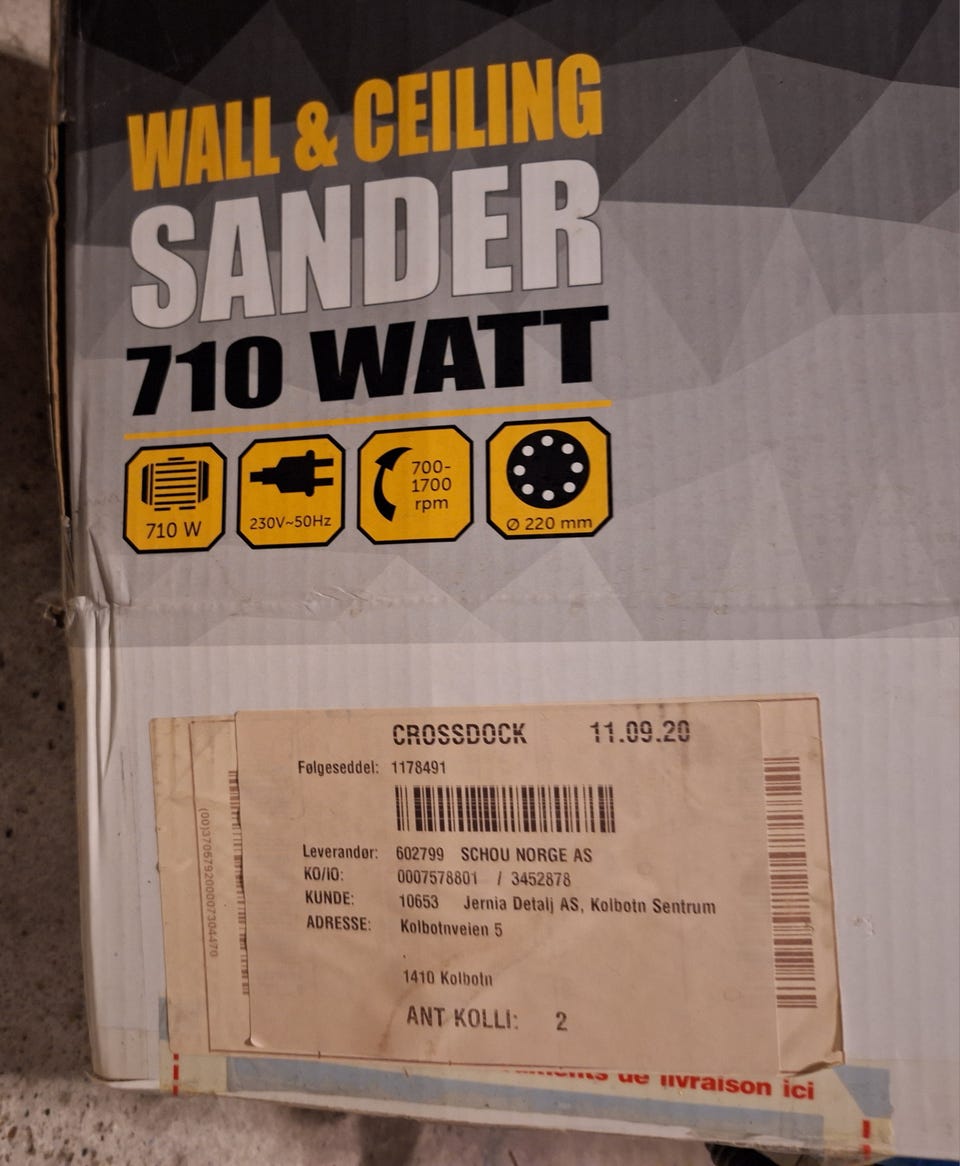 WALL & CEILING
SANDER
710 WATT
710 W
230V~50Hz
700-
1700
rpm
Ø 220 mm
CROSSDOCK 11.09.20
Følgeseddel: 1178491
Leverandør: 602799 SCHOU NORGE AS
KO/IO: 0007578801 / 3452878
KUNDE: 10653 Jernia Detalj AS, Kolbotn Sentrum
ADRESSE: Kolbotnveien 5
1410 Kolbotn
ANT KOLLI: 2
de livraison ici